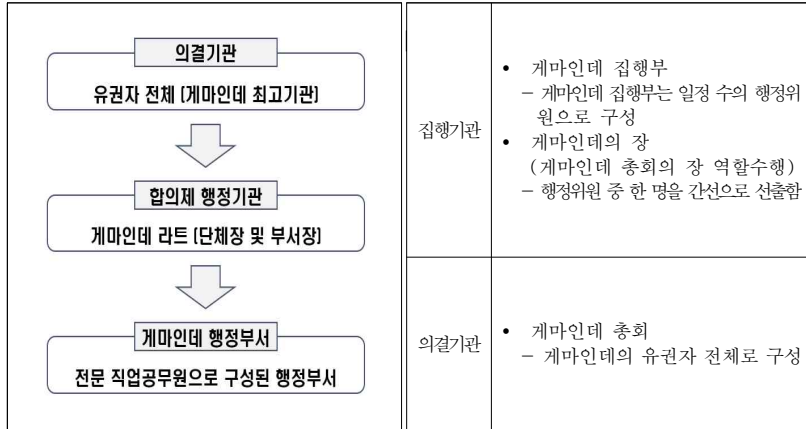 의결기관
유권자 전체 (게마인데 최고기관)
합의제 행정기관
게마인데 라트 (단체장 및 부서장)
게마인데 행정부서
전문 직업공무원으로 구성된 행정부서
집행기관
• 게마인데 집행부
- 게마인데 집행부는 일정 수의 행정위
원으로 구성
• 게마인데의 장
(게마인데 총회의 장 역할수행)
- 행정위원 중 한 명을 간선으로 선출함
의결기관
• 게마인데 총회
- 게마인데의 유권자 전체로 구성